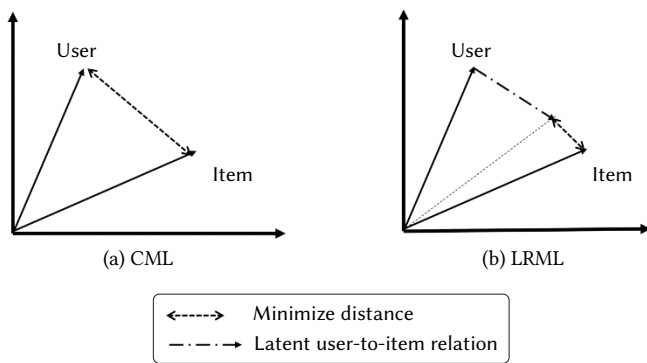 User
Item
(a) CML
User
Item
(b) LRML
Minimize distance
Latent user-to-item relation